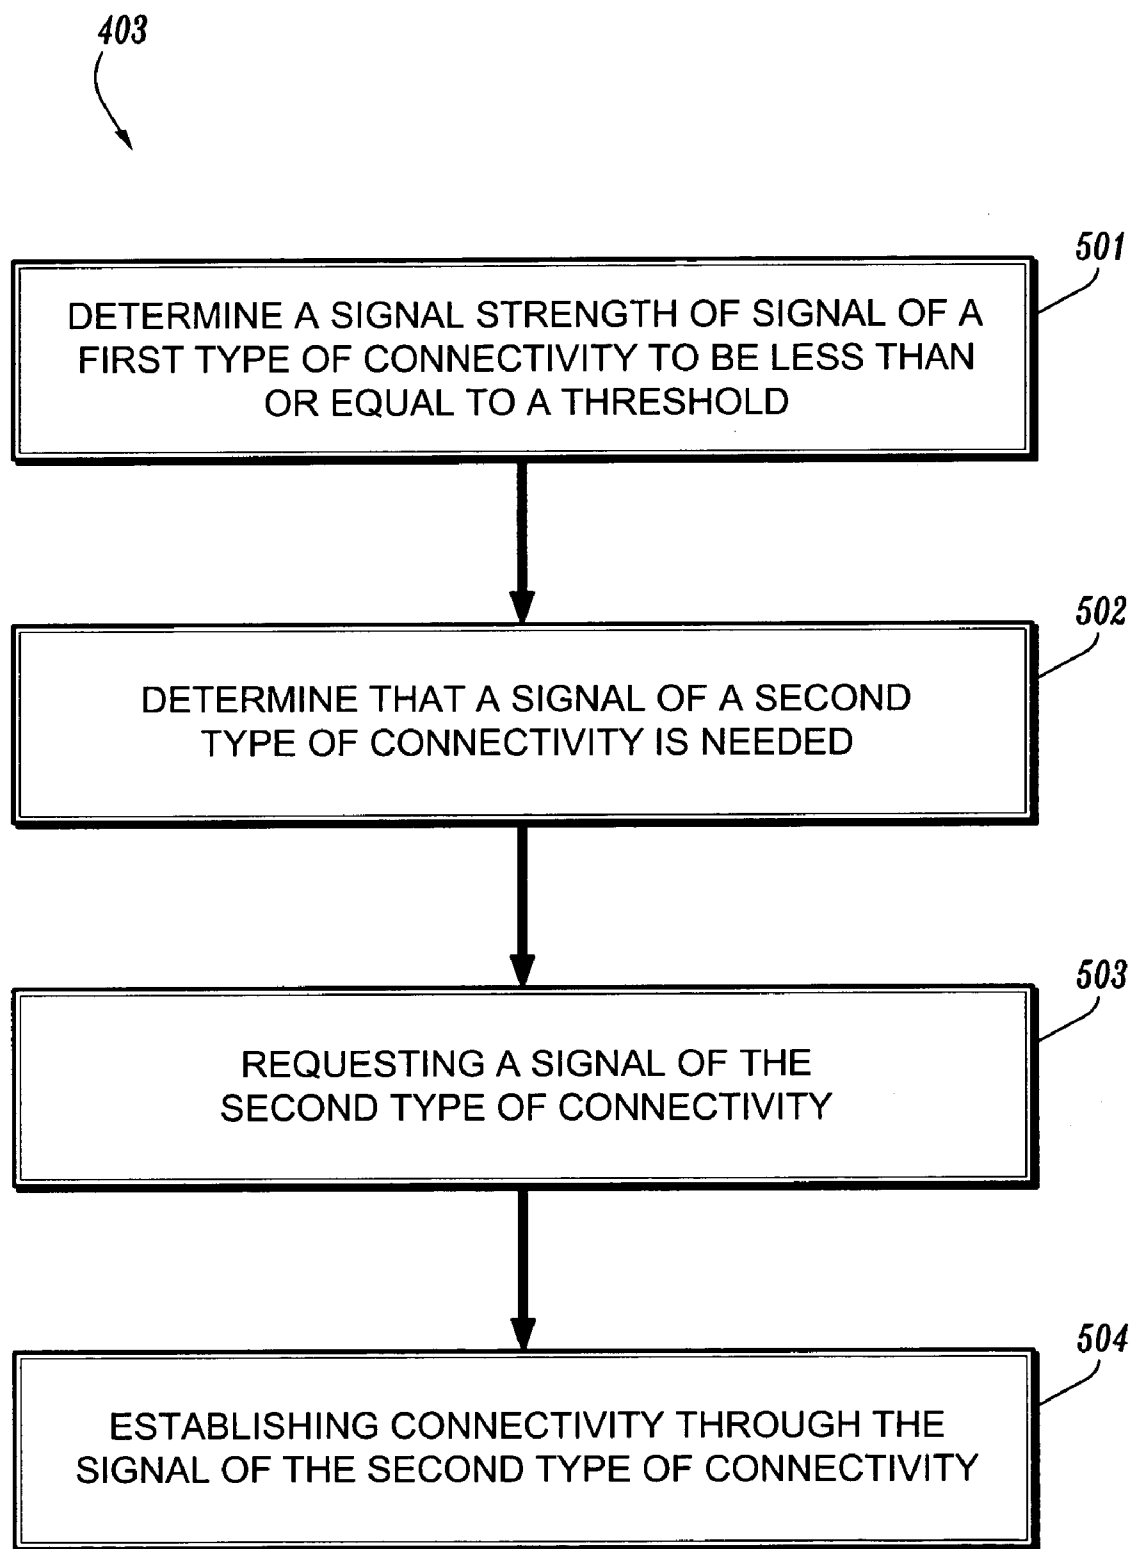 403
501
DETERMINE A SIGNAL STRENGTH OF SIGNAL OF A
FIRST TYPE OF CONNECTIVITY TO BE LESS THAN
OR EQUAL TO A THRESHOLD
502
DETERMINE THAT A SIGNAL OF A SECOND
TYPE OF CONNECTIVITY IS NEEDED
503
REQUESTING A SIGNAL OF THE
SECOND TYPE OF CONNECTIVITY
504
ESTABLISHING CONNECTIVITY THROUGH THE
SIGNAL OF THE SECOND TYPE OF CONNECTIVITY